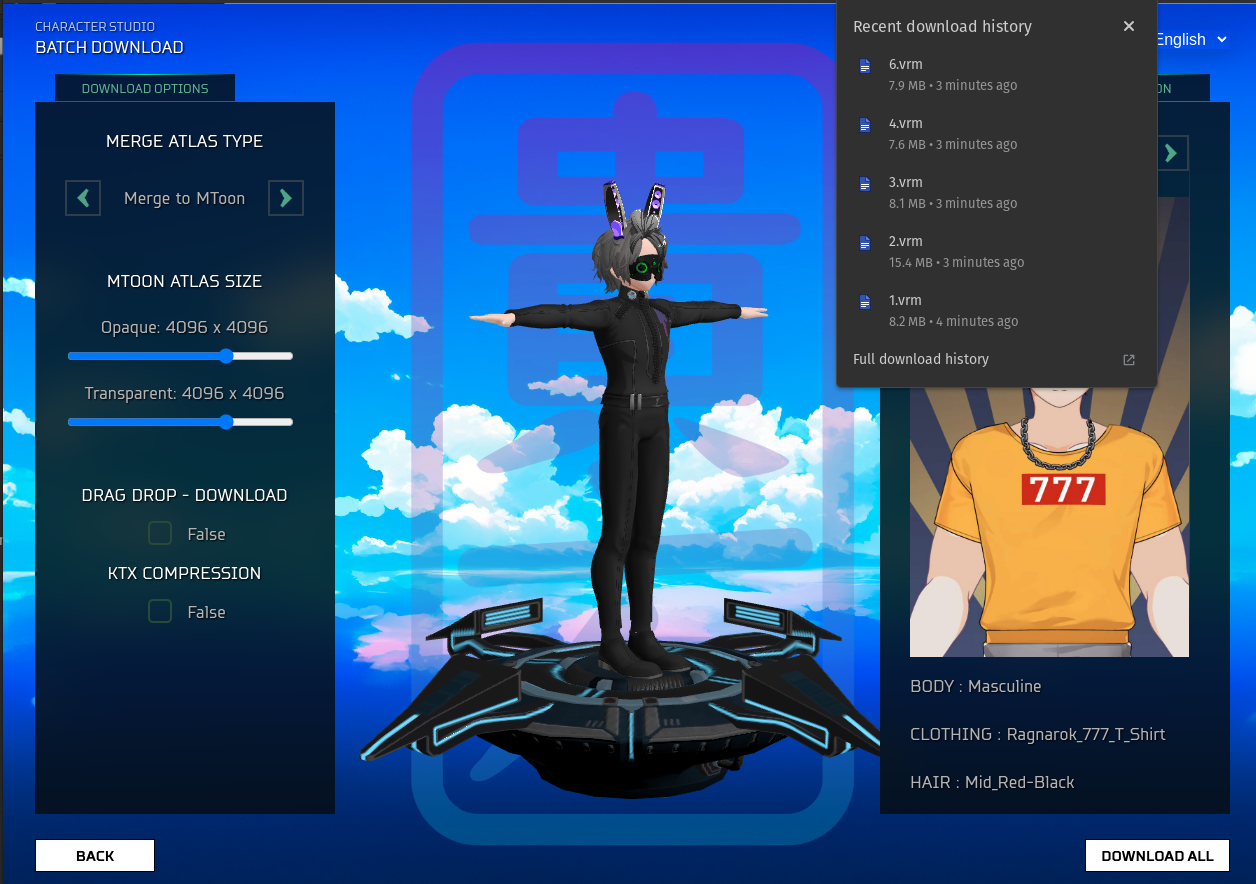 CHARACTER STUDIO
BATCH DOWNLOAD
DOWNLOAD OPTIONS
MERGE ATLAS TYPE
Merge to MToon
MTOON ATLAS SIZE
Opaque: 4096 x 4096
Transparent: 4096 x 4096
DRAG DROP - DOWNLOAD
False
KTX COMPRESSION
False
BACK
Recent download history
6.vrm
7.9 MB • 3 minutes ago
4.vrm
7.6 MB • 3 minutes ago
3.vrm
8.1 MB • 3 minutes ago
2.vrm
15.4 MB • 3 minutes ago
1.vrm
8.2 MB • 4 minutes ago
Full download history
English
ON
777
BODY : Masculine
CLOTHING : Ragnarok_777_T_Shirt
HAIR : Mid_Red-Black
DOWNLOAD ALL